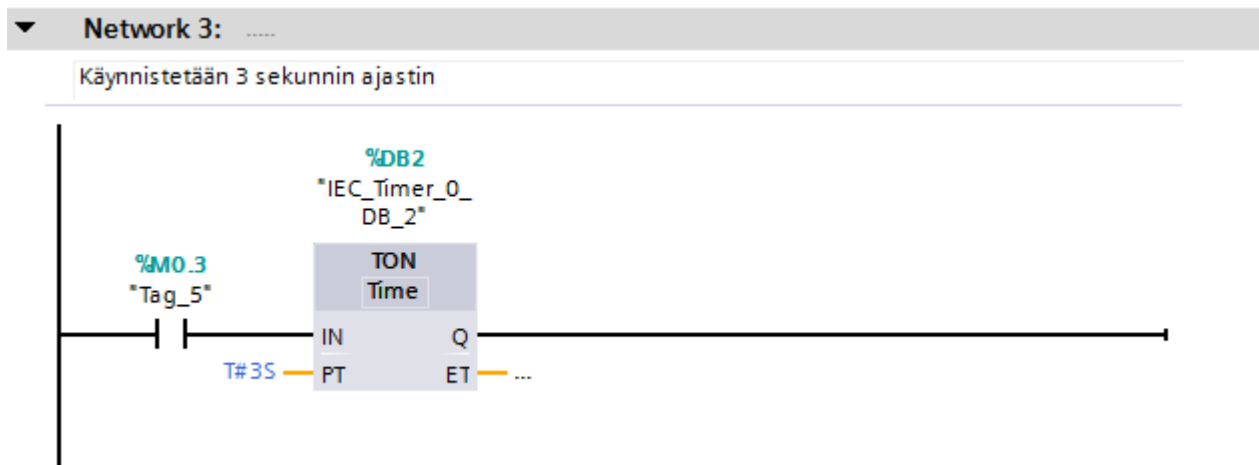 Network 3: .....
Käynnistetään 3 sekunnin ajastin
%DB2
"IEC_Timer_0_
DB_2"
%M0.3
"Tag_5"
TON
Time
IN Q
T#3S PT ET ...